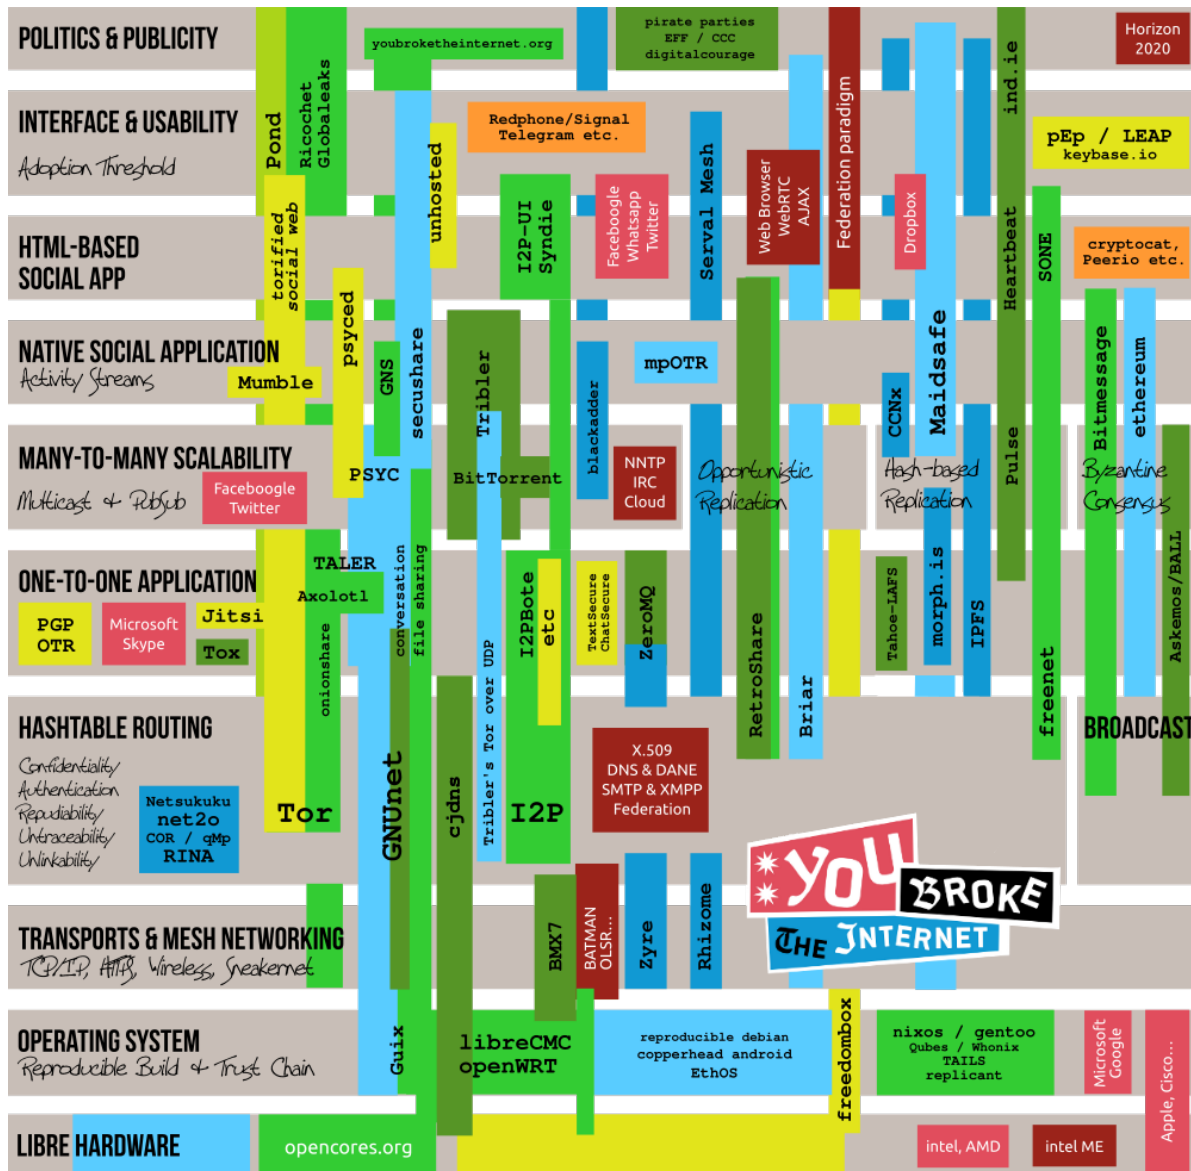 POLITICS & PUBLICITY
youbroketheinternet.org
pirate parties
EFF / CCC
digitalcourage
Horizon
2020
INTERFACE & USABILITY
Adoption Threshold
Pond
Ricochet
Globaleaks
unhosted
Redphone/Signal
Telegram etc.
Serval Mesh
Web Browser
WebRTC
AJAX
Federation paradigm
Dropbox
ind.ie
pEp / LEAP
keybase.io
HTML-BASED
SOCIAL APP
torified
social web
I2P-UI
Syndie
Faceboogle
Whatsapp
Twitter
Heartbeat
SONE
cryptocat,
Peerio etc.
NATIVE SOCIAL APPLICATION
Activity Streams
Mumble
psyced
GNS
secushare
Tribler
blackadder
mpOTR
CCNx
Maidsafe
Bitmessage
ethereum
MANY-TO-MANY SCALABILITY
Multicast & PubSub
Faceboogle
Twitter
PSYC
BitTorrent
NNTP
IRC
Cloud
Opportunistic
Replication
Hash-based
Replication
Pulse
Byzantine
Consensus
ONE-TO-ONE APPLICATION
PGP
OTR
Microsoft
Skype
Jitsi
Tox
TALER
Axolotl
onionshare
conversation
file sharing
I2PBote
etc
TextSecure
ChatSecure
ZeroMQ
RetroShare
Briar
Tahoe-LAFS
morph.is
IPFS
freenet
Askemos/BALL
HASHTABLE ROUTING
Confidentiality
Authentication
Repudiability
Untraceability
Unlinkability
Netsukuku
net2o
COR / qMp
RINA
Tor
GNUnet
cjdns
Tribler's Tor over UDP
I2P
X.509
DNS & DANE
SMTP & XMPP
Federation
BROADCAST
YOU
BROKE
THE INTERNET
TRANSPORTS & MESH NETWORKING
TCP/IP, HTTPS, Wireless, Sneakernet
BMX7
BATMAN
OLSR...
Zyre
Rhizome
OPERATING SYSTEM
Reproducible Build & Trust Chain
Guix
libreCMC
openWRT
reproducible debian
copperhead android
EthOS
freedombox
nixos / gentoo
Qubes / Whonix
TAILS
replicant
Microsoft
Google
Apple, Cisco...
LIBRE HARDWARE
opencores.org
intel, AMD
intel ME